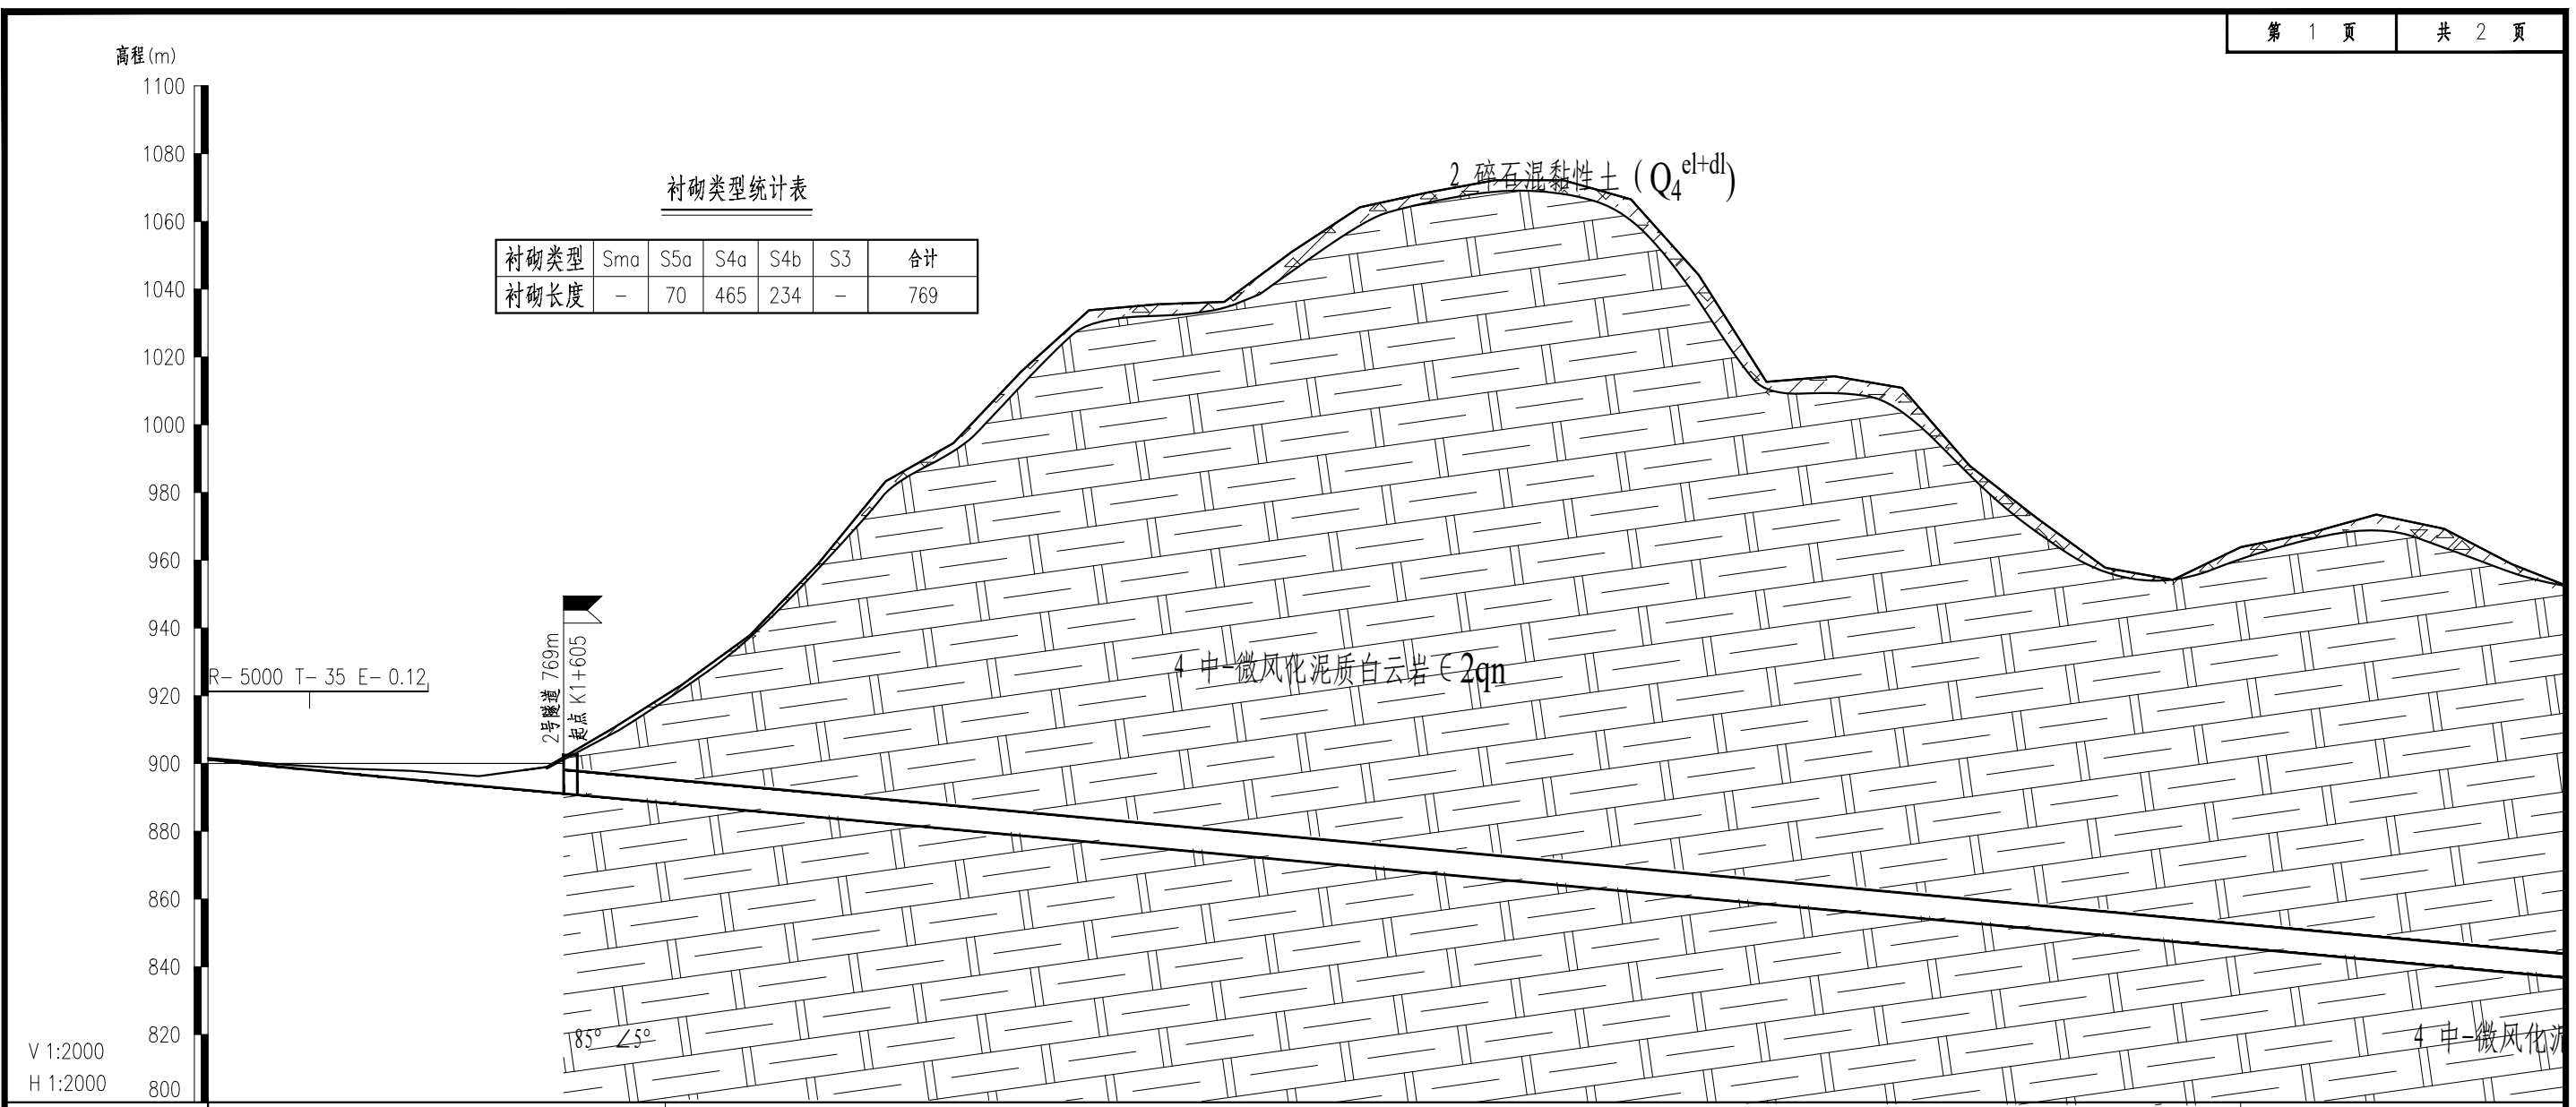 第 1 页 共 2 页
高程(m)
1100
1080
1060
1040
1020
1000
980
960
940
920
900
880
860
840
820
800
2 碎石混黏性土 (Q4el+dl)
衬砌类型统计表
衬砌类型 Sma S5a S4a S4b S3 合计
衬砌长度 - 70 465 234 - 769
2号隧道 769m
起点 K1+605
R- 5000 T- 35 E- 0.12
4 中-微风化泥质白云岩∈2qn
85° ∠5°
4 中-微风化泥
V 1:2000
H 1:2000